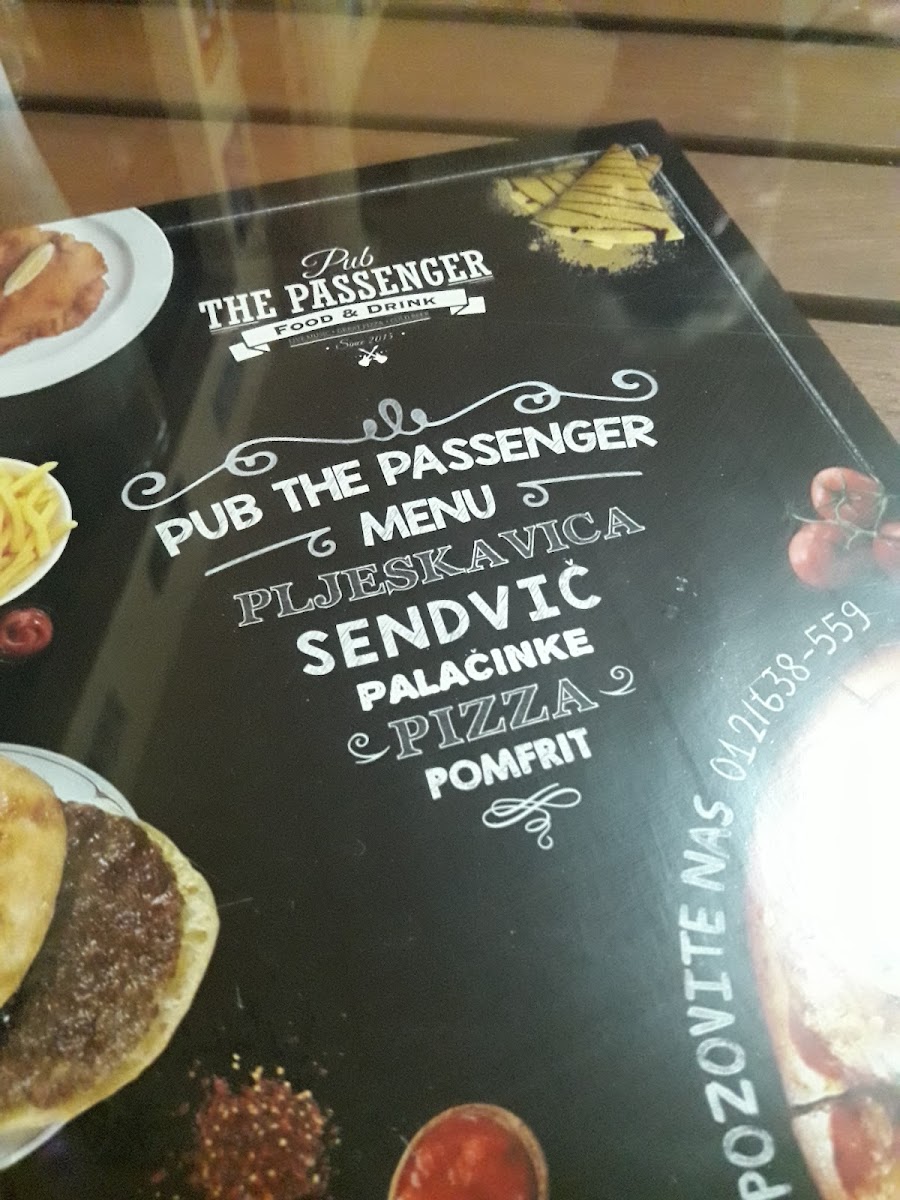 Pub
THE PASSENGER
FOOD & DRINK
Since 2015
PUB THE PASSENGER
MENU
PLJESKAVICA
SENDVIČ
PALAČINKE
PIZZA
POMFRIT
POZOVITE NAS 012/638-559